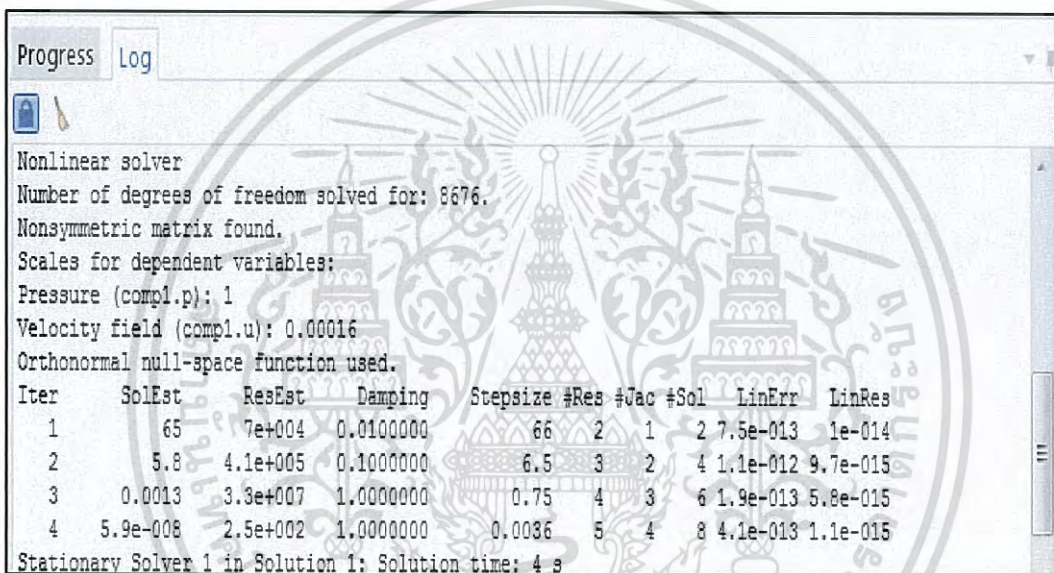 Progress Log
Nonlinear solver
Number of degrees of freedom solved for: 8676.
Nonsymmetric matrix found.
Scales for dependent variables:
Pressure (comp1.p): 1
Velocity field (comp1.u): 0.00016
Orthonormal null-space function used.
Iter SolEst ResEst Damping Stepsize #Res #Jac #Sol LinErr LinRes
1 65 7e+004 0.0100000 66 2 1 2 7.5e-013 1e-014
2 5.8 4.1e+005 0.1000000 6.5 3 2 4 1.1e-012 9.7e-015
3 0.0013 3.3e+007 1.0000000 0.75 4 3 6 1.9e-013 5.8e-015
4 5.9e-008 2.5e+002 1.0000000 0.0036 5 4 8 4.1e-013 1.1e-015
Stationary Solver 1 in Solution 1: Solution time: 4 s